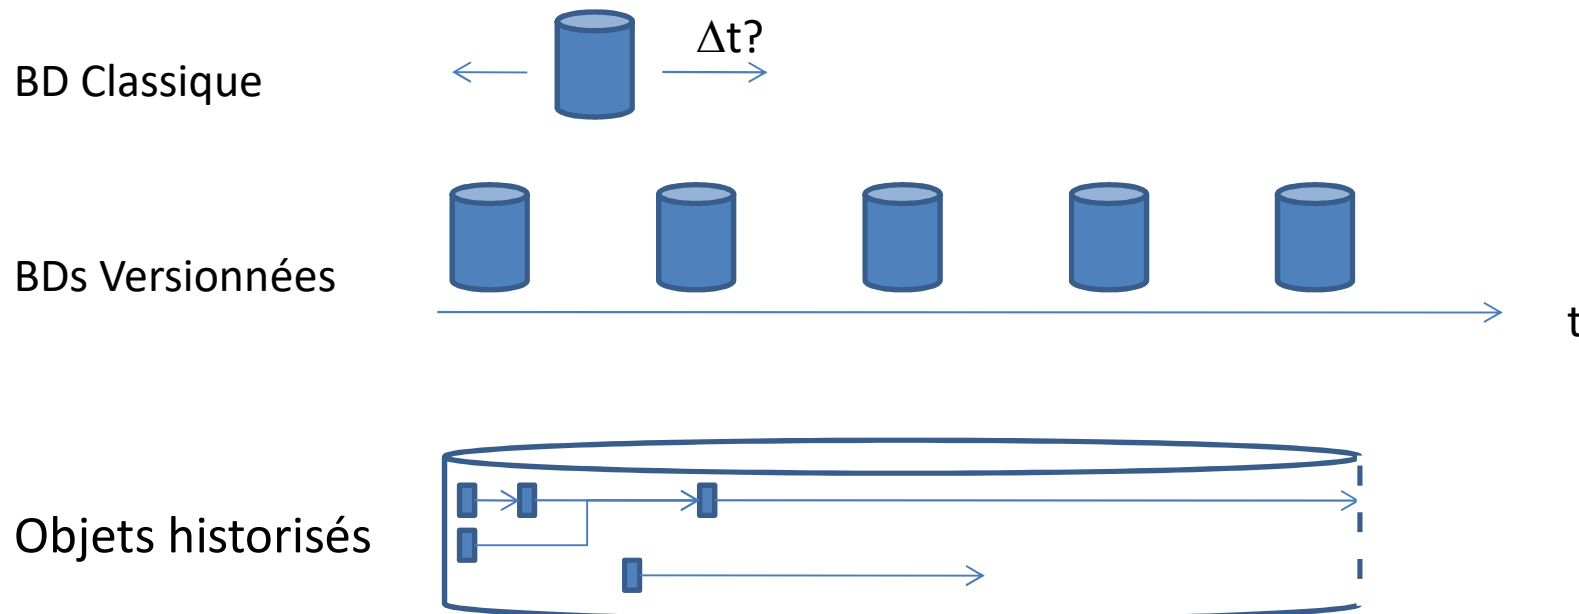 Δt?
BD Classique
BDs Versionnées
t
Objets historisés